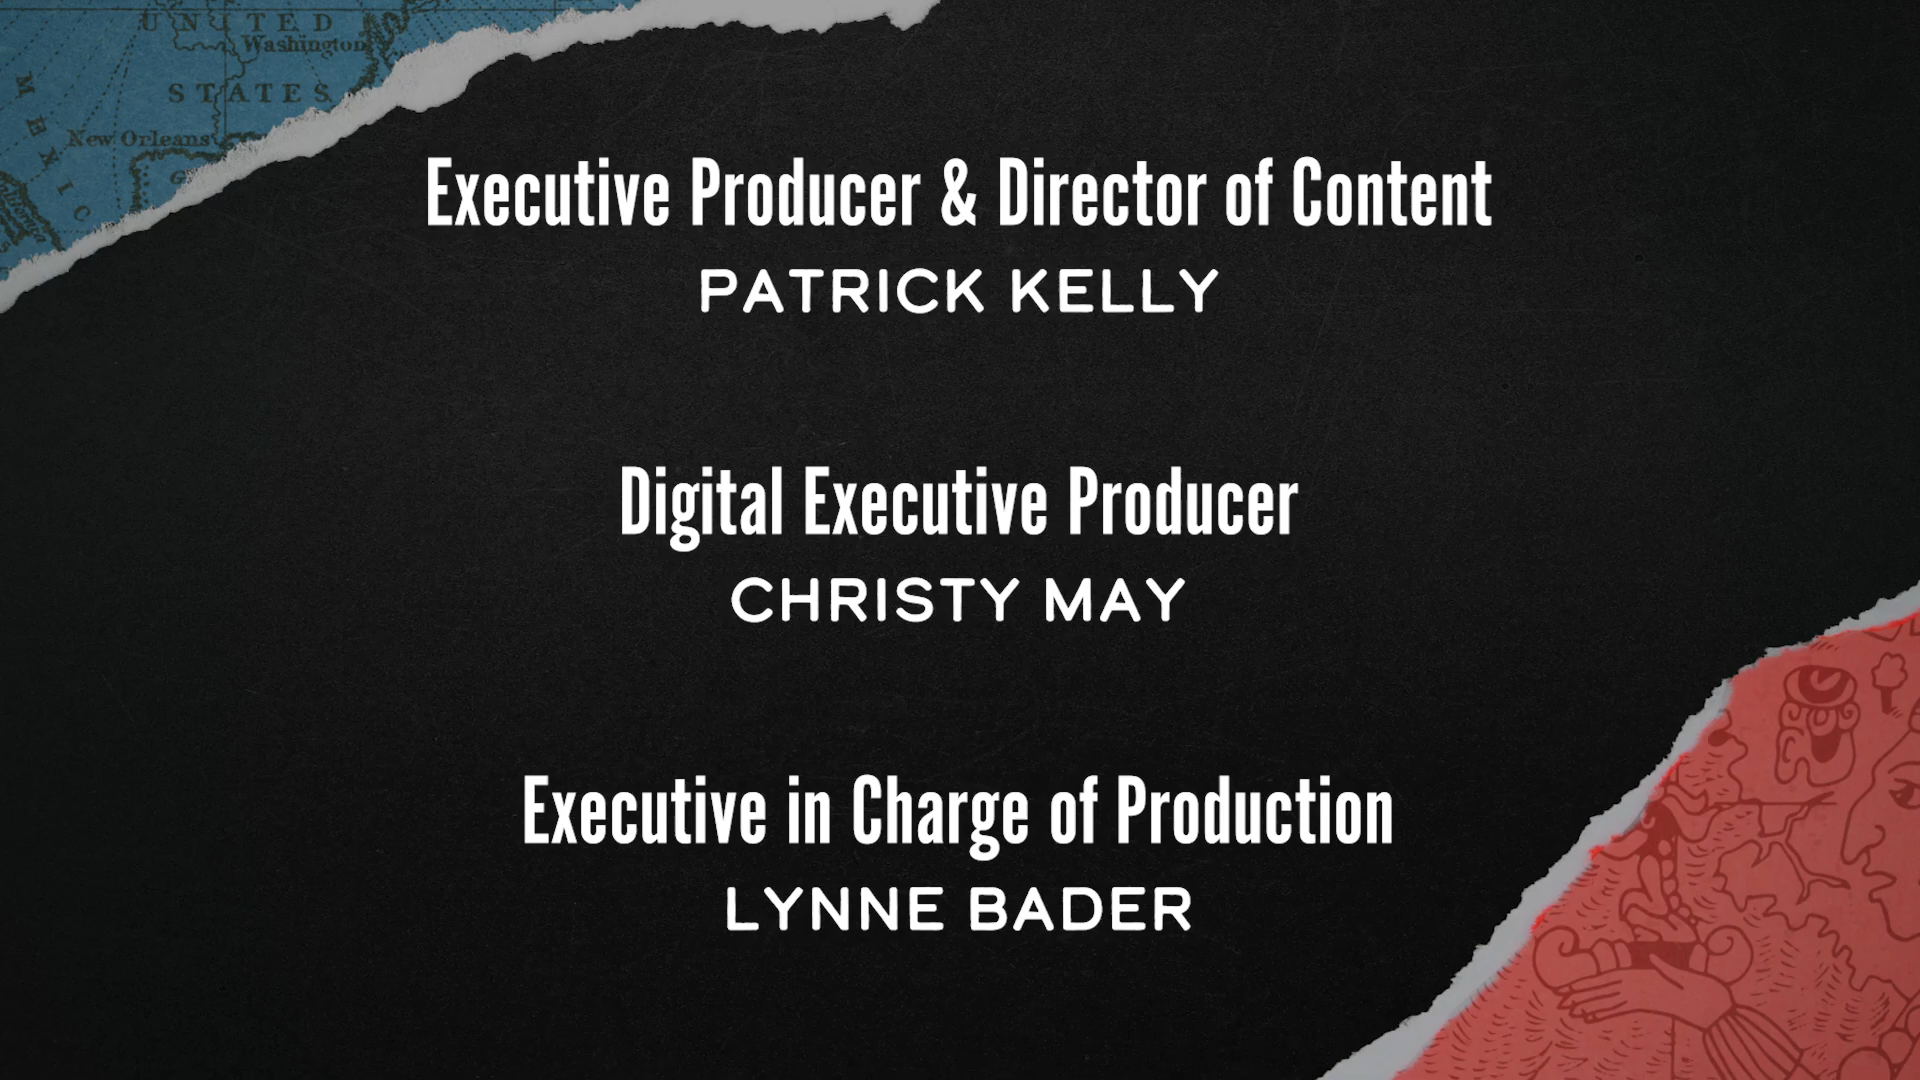 UNITED
Washington
STATES
MEXIC
New Orleans
Executive Producer & Director of Content
PATRICK KELLY
Digital Executive Producer
CHRISTY MAY
Executive in Charge of Production
LYNNE BADER